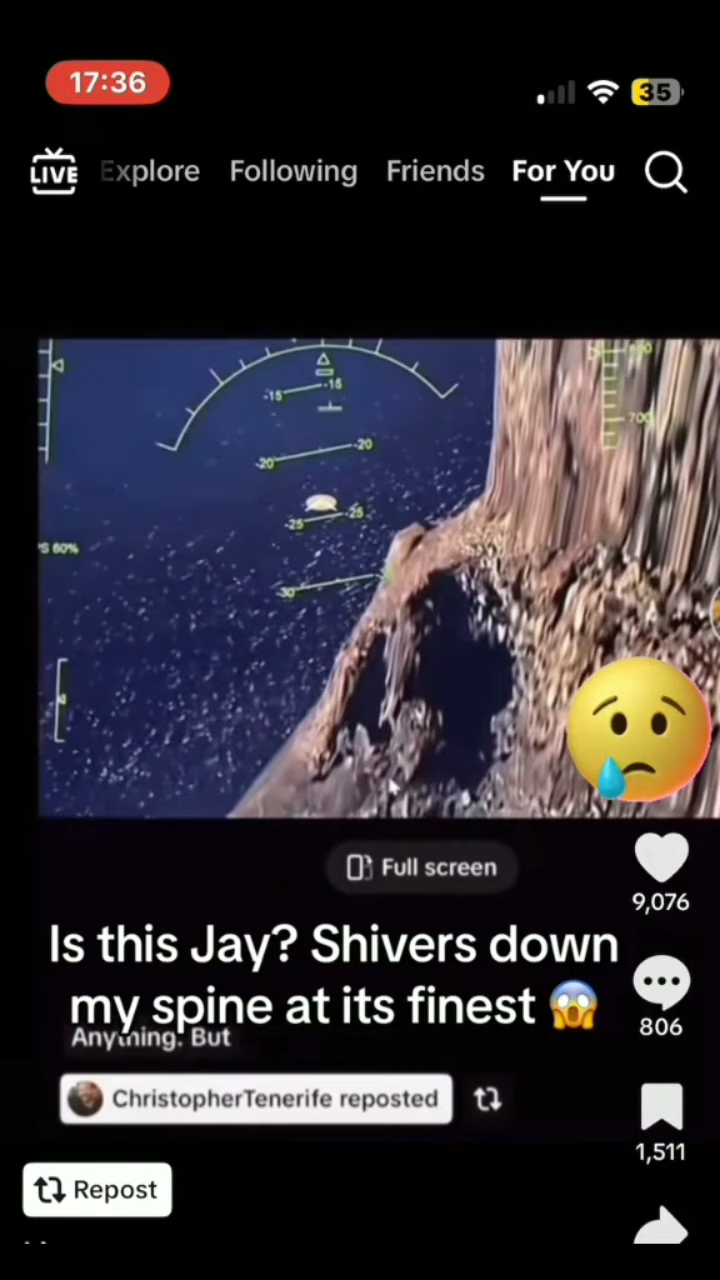 17:36
35
LIVE
Explore
Following
Friends
For You
-15 -15
-20 -20
-25 -25
30
700
60%
Full screen
9,076
Is this Jay? Shivers down
my spine at its finest 😱
Anything. But
806
ChristopherTenerife reposted
1,511
Repost